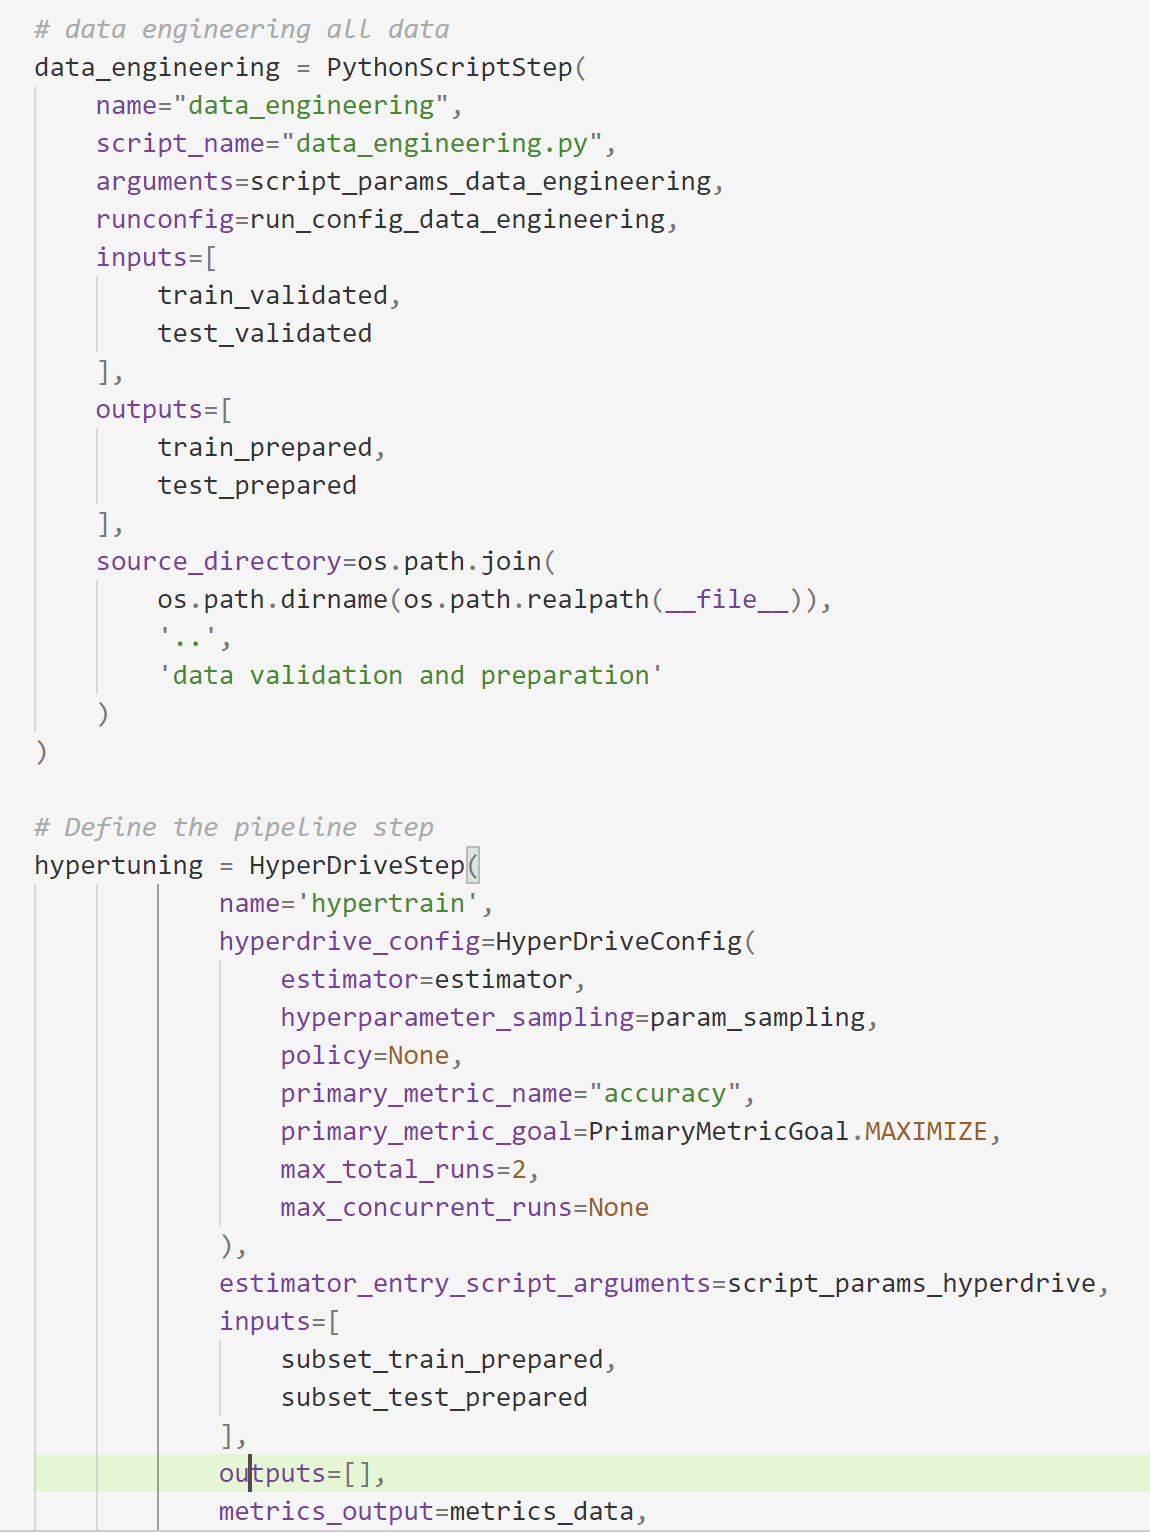 # data engineering all data
data_engineering = PythonScriptStep(
    name="data_engineering",
    script_name="data_engineering.py",
    arguments=script_params_data_engineering,
    runconfig=run_config_data_engineering,
    inputs=[
        train_validated,
        test_validated
    ],
    outputs=[
        train_prepared,
        test_prepared
    ],
    source_directory=os.path.join(
        os.path.dirname(os.path.realpath(__file__)),
        '..',
        'data validation and preparation'
    )
)

# Define the pipeline step
hypertuning = HyperDriveStep(
            name='hypertrain',
            hyperdrive_config=HyperDriveConfig(
                estimator=estimator,
                hyperparameter_sampling=param_sampling,
                policy=None,
                primary_metric_name="accuracy",
                primary_metric_goal=PrimaryMetricGoal.MAXIMIZE,
                max_total_runs=2,
                max_concurrent_runs=None
            ),
            estimator_entry_script_arguments=script_params_hyperdrive,
            inputs=[
                subset_train_prepared,
                subset_test_prepared
            ],
            outputs=[],
            metrics_output=metrics_data,